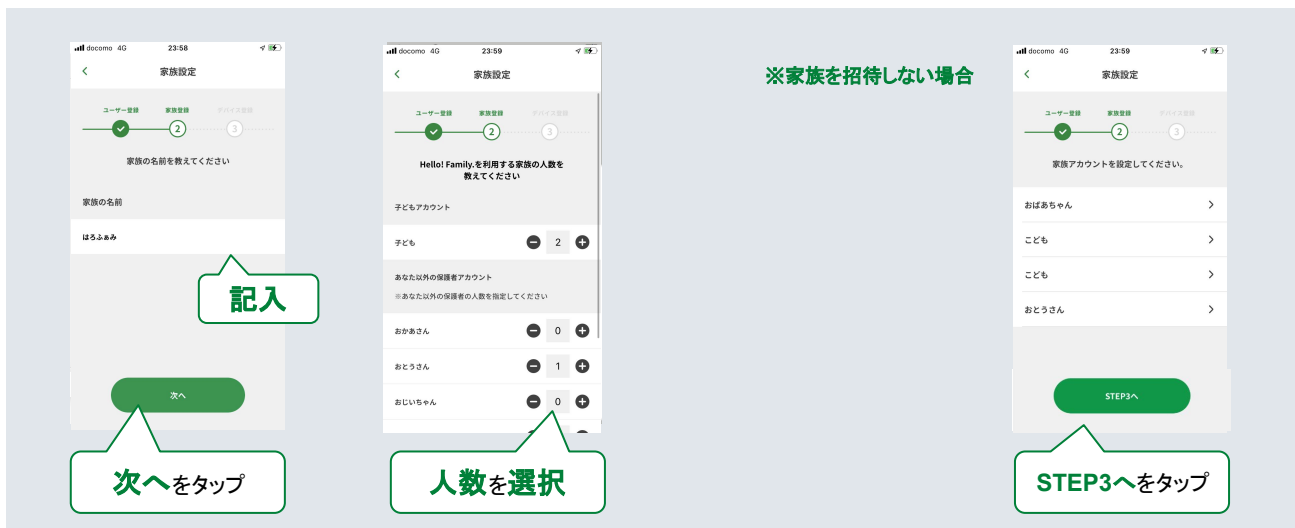 docomo 4G 23:58
家族設定
ユーザー登録 家族登録 デバイス登録
2 3
家族の名前を教えてください
家族の名前
はろふぁみ
記入
次へ
次へをタップ
docomo 4G 23:59
家族設定
ユーザー登録 家族登録 デバイス登録
2 3
Hello! Family.を利用する家族の人数を
教えてください
子どもアカウント
子ども 2
あなた以外の保護者アカウント
※あなた以外の保護者の人数を指定してください
おかあさん 0
おとうさん 1
おじいちゃん 0
人数を選択
※家族を招待しない場合
docomo 4G 23:59
家族設定
ユーザー登録 家族登録 デバイス登録
2 3
家族アカウントを設定してください。
おばあちゃん
こども
こども
おとうさん
STEP3へ
STEP3へをタップ